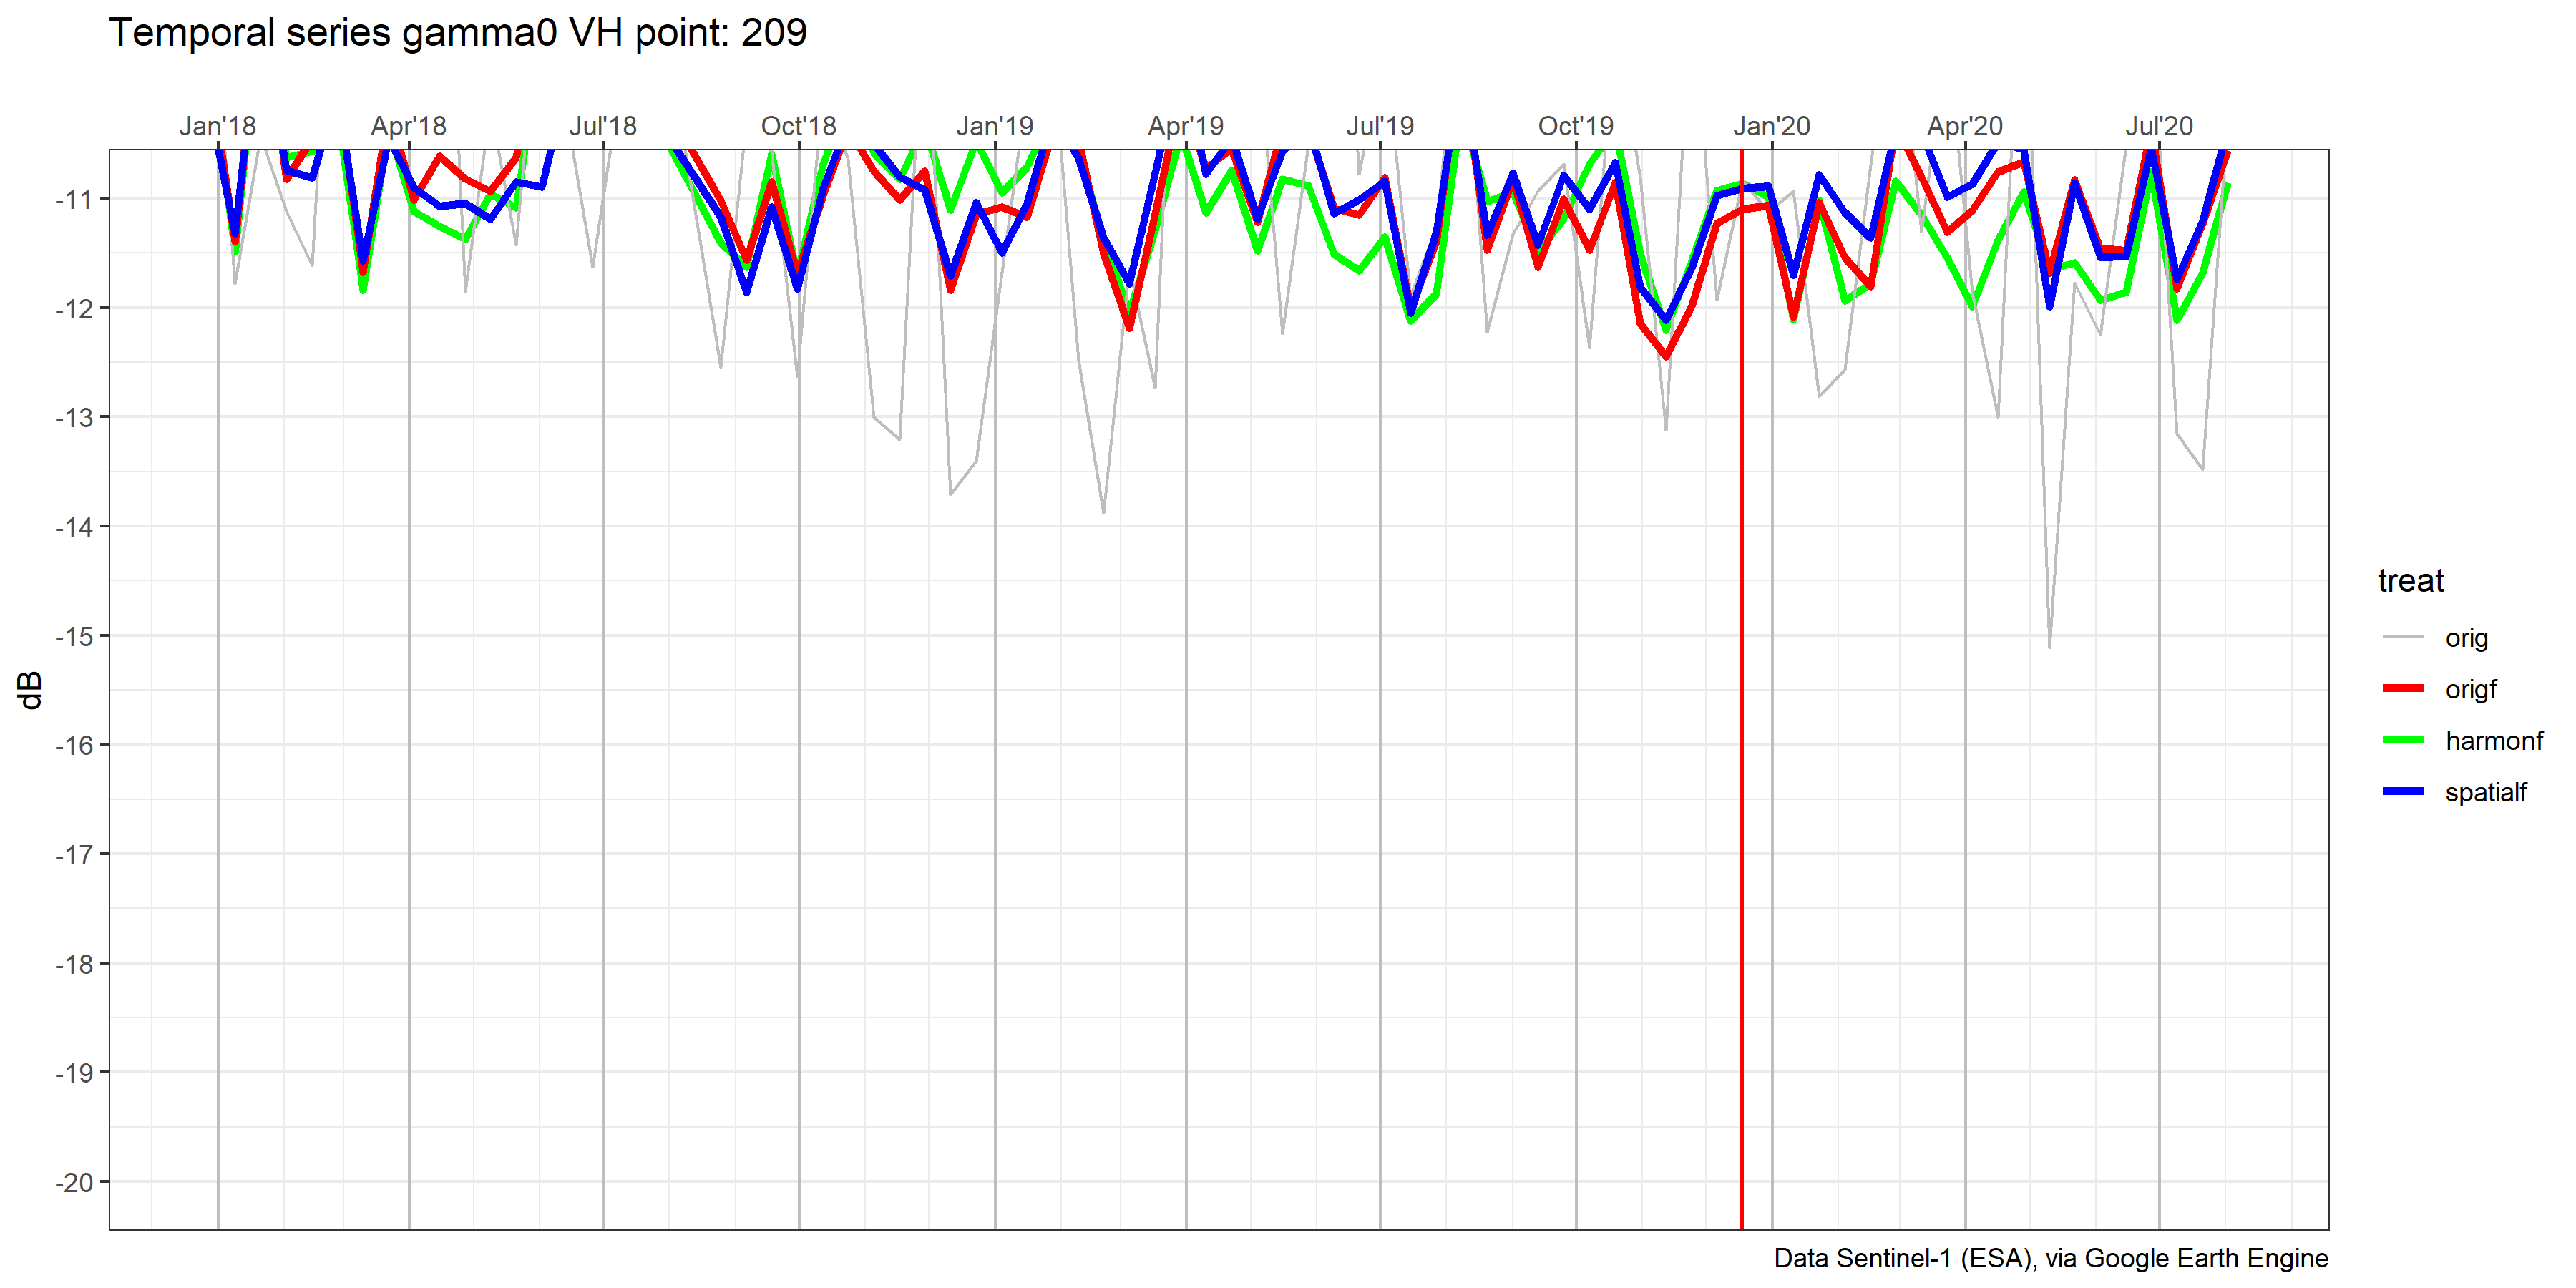 Temporal series gamma0 VH point: 209
Jan'18 Apr'18 Jul'18 Oct'18 Jan'19 Apr'19 Jul'19 Oct'19 Jan'20 Apr'20 Jul'20
-11
-12
-13
-14
-15
-16
-17
-18
-19
-20
dB
treat
orig
origf
harmonf
spatialf
Data Sentinel-1 (ESA), via Google Earth Engine